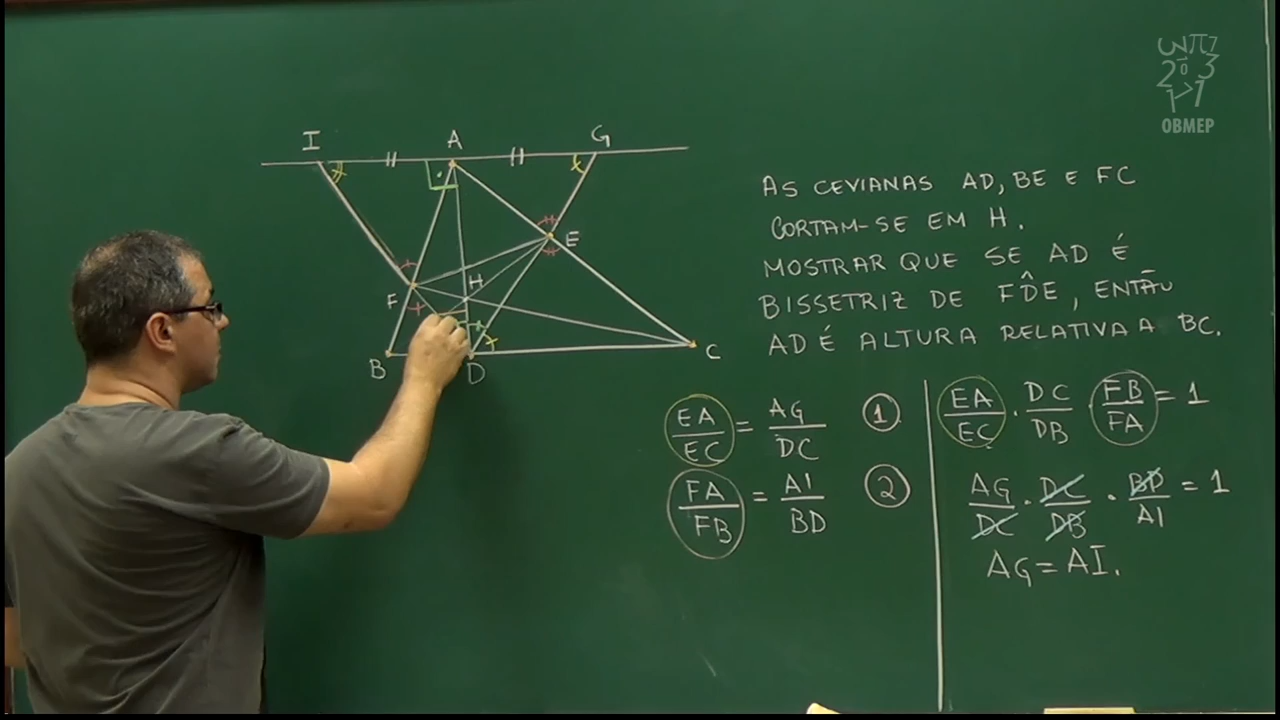 I A G
E
F H
B D C
AS CEVIANAS AD, BE E FC
CORTAM-SE EM H.
MOSTRAR QUE SE AD É
BISSETRIZ DE FD̂E, ENTÃO
AD É ALTURA RELATIVA A BC.
EA/EC = AG/DC ①
FA/FB = AI/BD ②
EA/EC · DC/DB · FB/FA = 1
AG/DC · DC/DB · BD/AI = 1
AG = AI.
OBMEP